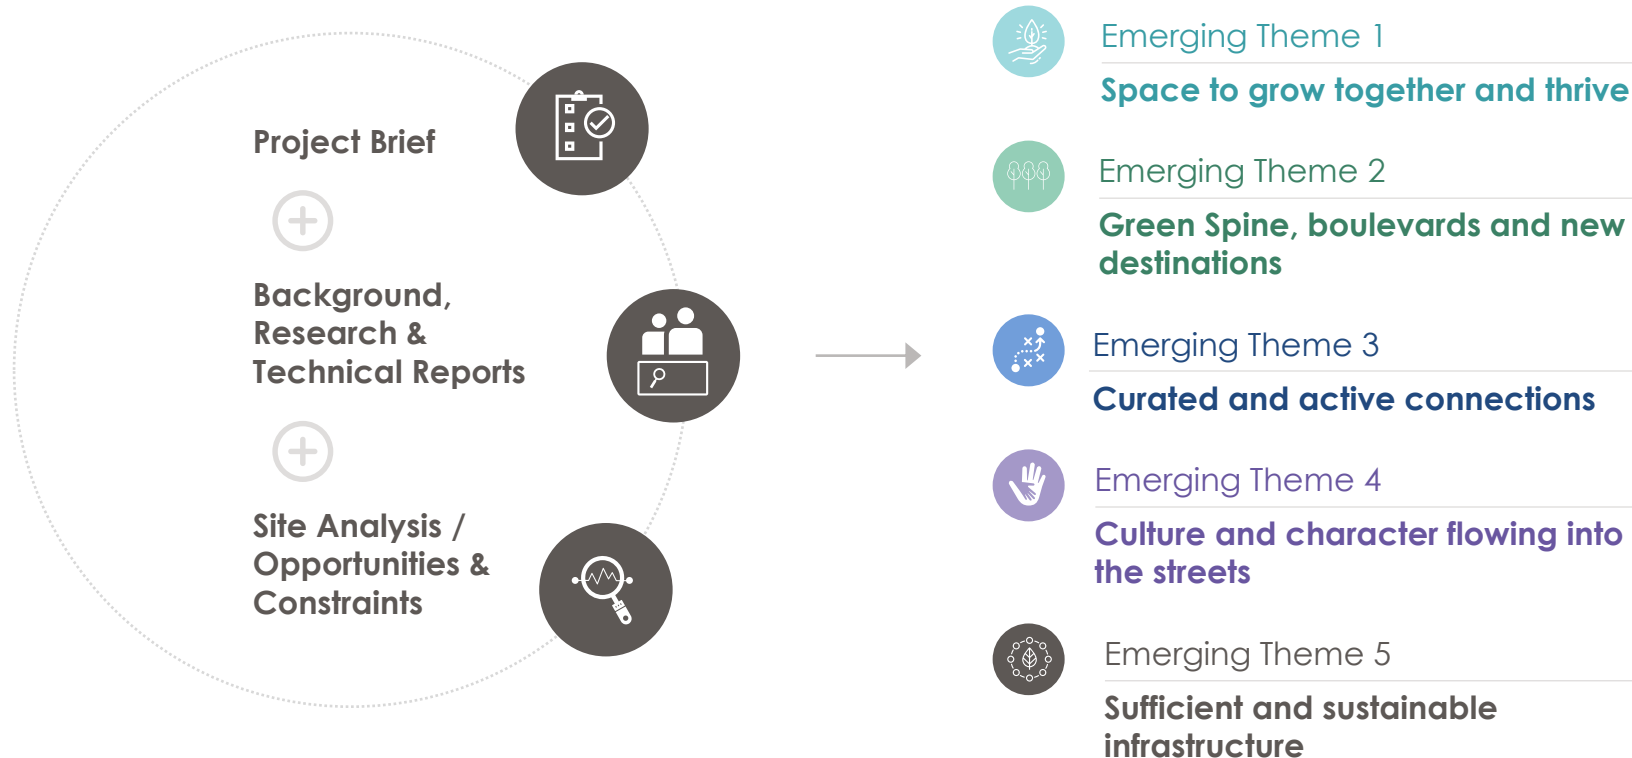 Project Brief
Background,
Research &
Technical Reports
Site Analysis /
Opportunities &
Constraints
Emerging Theme 1
Space to grow together and thrive
Emerging Theme 2
Green Spine, boulevards and new
destinations
Emerging Theme 3
Curated and active connections
Emerging Theme 4
Culture and character flowing into
the streets
Emerging Theme 5
Sufficient and sustainable
infrastructure